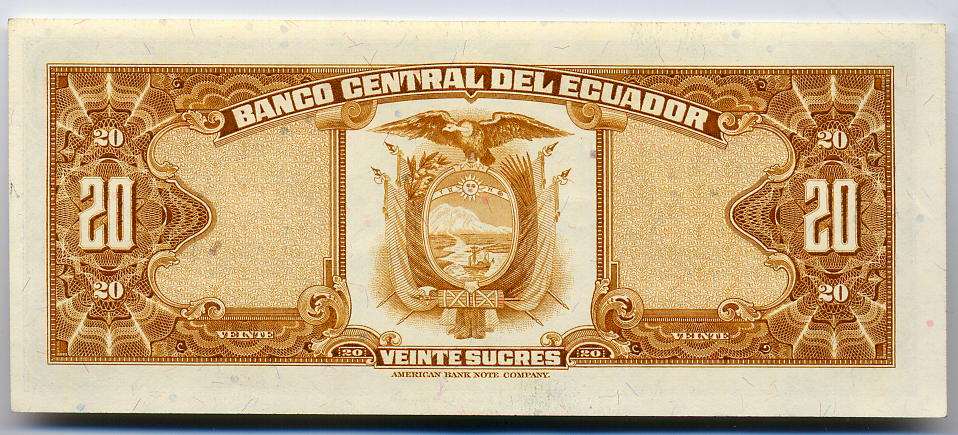 BANCO CENTRAL DEL ECUADOR
20 20
20 20
20 20
VEINTE VEINTE
20 VEINTE SUCRES 20
AMERICAN BANK NOTE COMPANY.